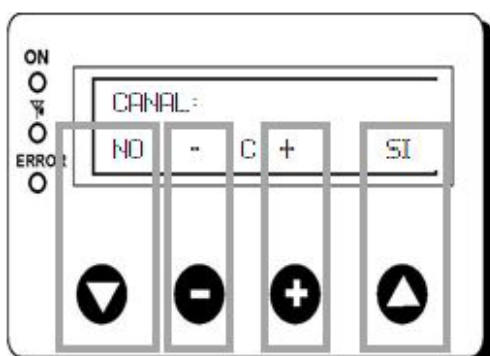 ON
ERROR
CANAL:
NO - C + SI
- +